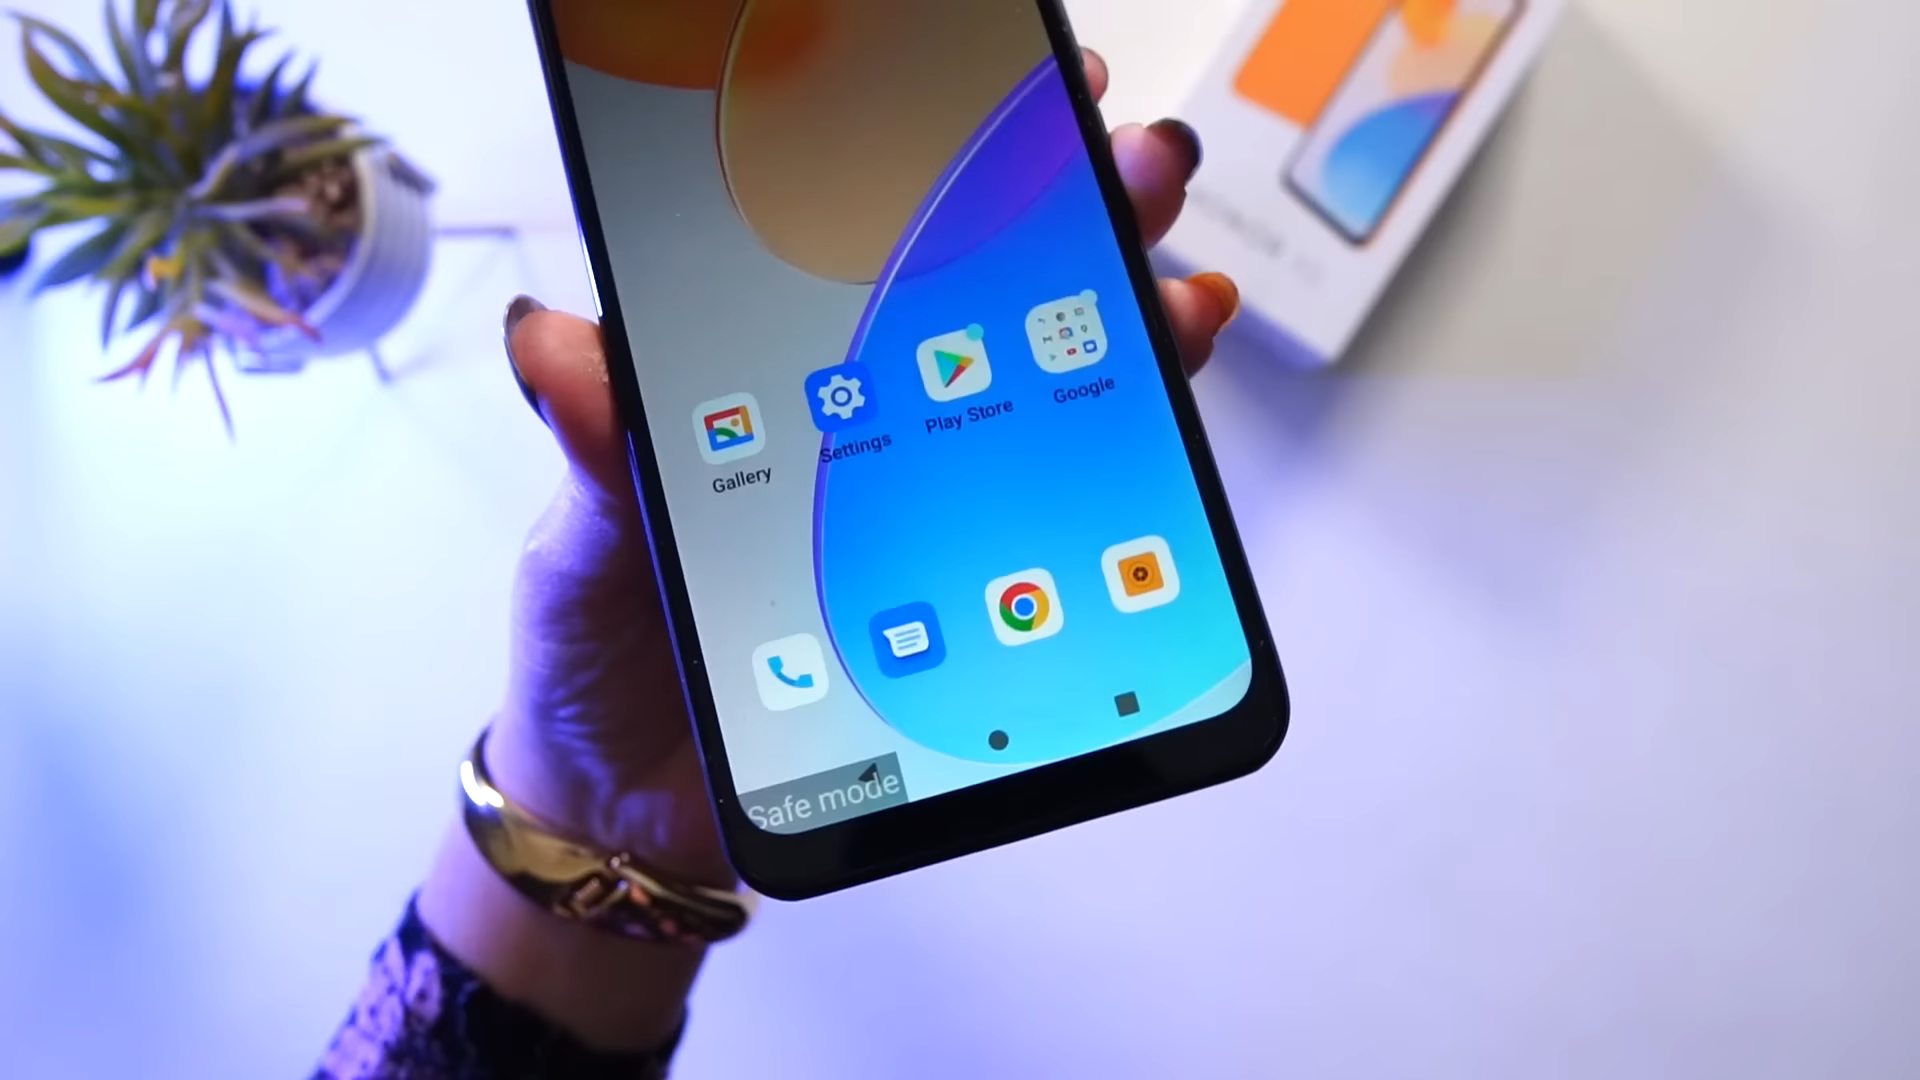 Gallery
Settings
Play Store
Google
Safe mode